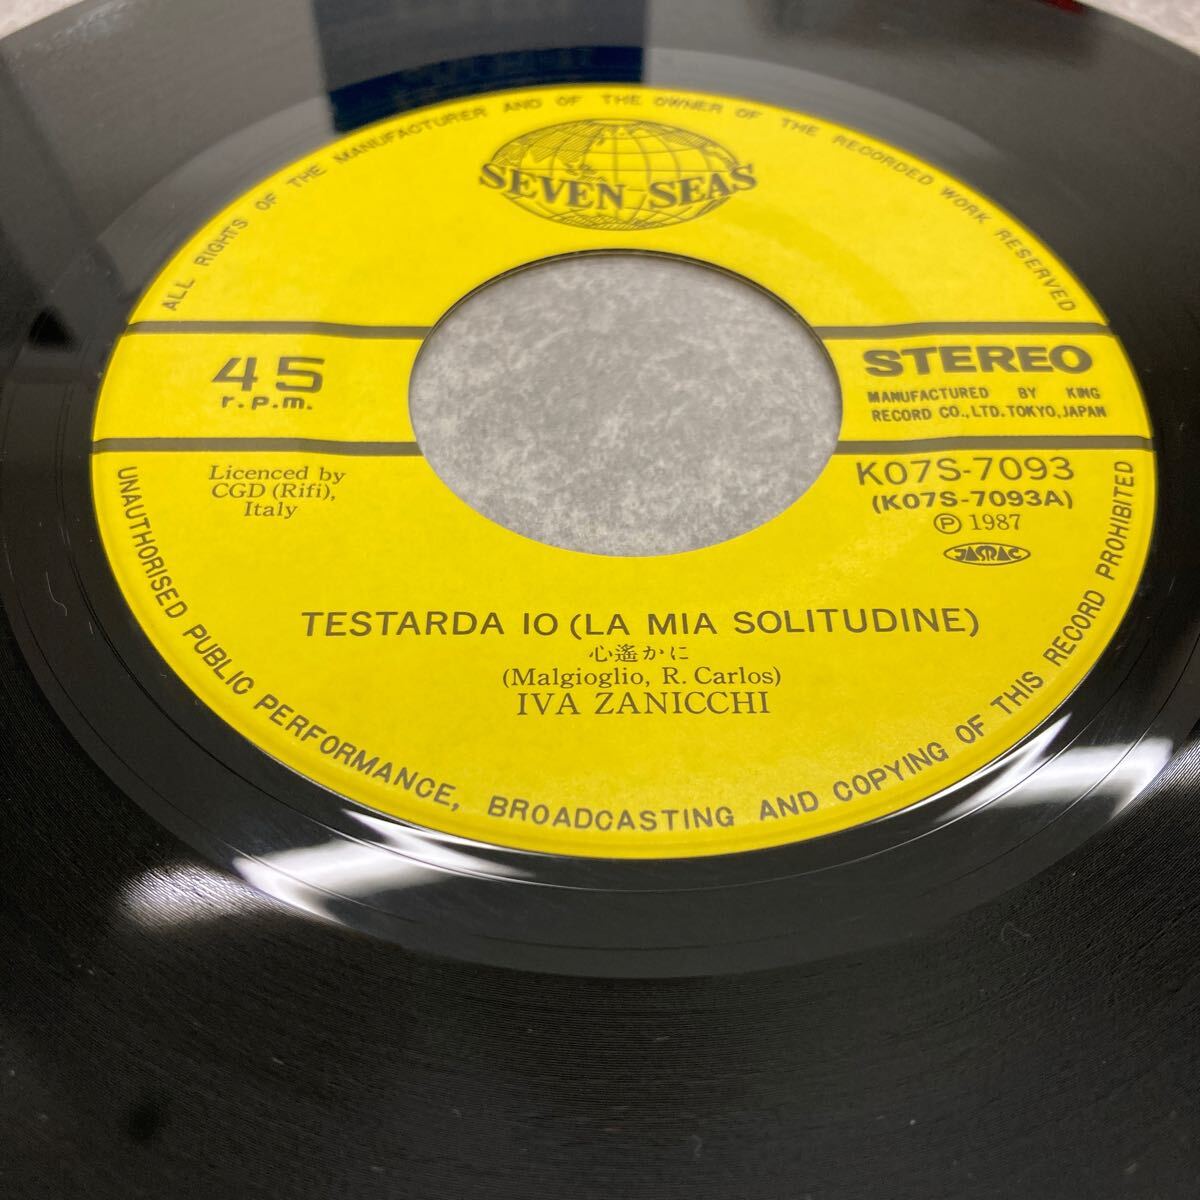 ALL RIGHTS OF THE MANUFACTURER AND OF THE OWNER OF THE RECORDED WORK RESERVED
SEVEN SEAS
45
r.p.m.
STEREO
MANUFACTURED BY KING
RECORD CO.,LTD. TOKYO, JAPAN
Licenced by
CGD (Rifi),
Italy
K07S-7093
(K07S-7093A)
Ⓟ 1987
JASRAC
TESTARDA IO (LA MIA SOLITUDINE)
心遙かに
(Malgioglio, R. Carlos)
IVA ZANICCHI
UNAUTHORISED PUBLIC PERFORMANCE, BROADCASTING AND COPYING OF THIS RECORD PROHIBITED